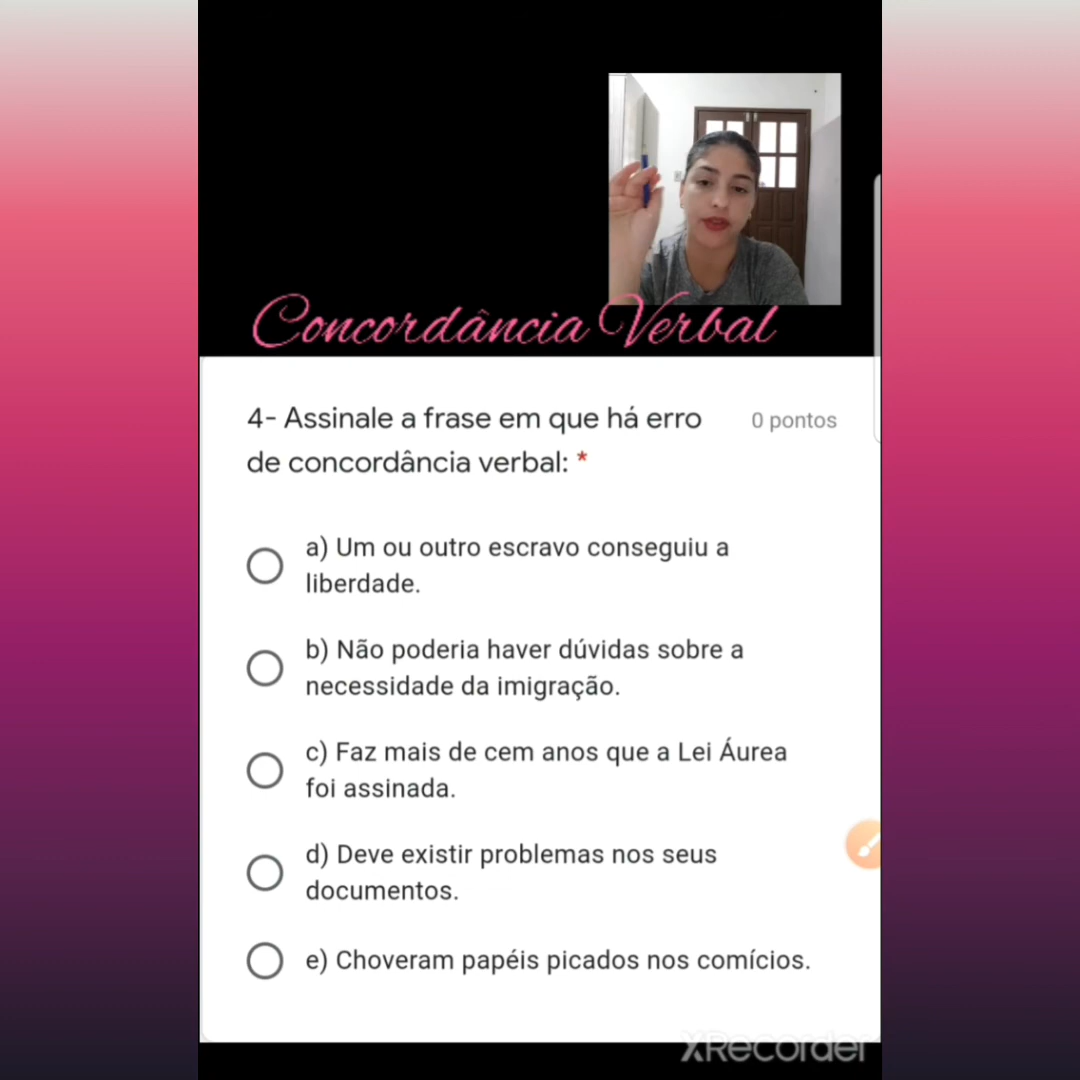 Concordância Verbal
4- Assinale a frase em que há erro 0 pontos
de concordância verbal: *
a) Um ou outro escravo conseguiu a
liberdade.
b) Não poderia haver dúvidas sobre a
necessidade da imigração.
c) Faz mais de cem anos que a Lei Áurea
foi assinada.
d) Deve existir problemas nos seus
documentos.
e) Choveram papéis picados nos comícios.
XRecorder